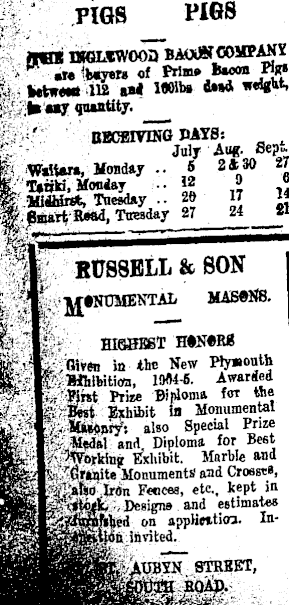 PIGS PIGS
THE INGLEWOOD BACON COMPANY
are buyers of Prime Bacon Pigs
between 112 and 160lbs dead weight,
in any quantity.
RECEIVING DAYS:
July Aug. Sept.
Waitara, Monday .. 5 2 & 30 27
Tariki, Monday .. 12 9 6
Midhirst, Tuesday .. 20 17 14
Smart Road, Tuesday 27 24 21
RUSSELL & SON
MONUMENTAL MASONS.
HIGHEST HONORS
Given in the New Plymouth
Exhibition, 1904-5. Awarded
First Prize Diploma for the
Best Exhibit in Monumental
Masonry; also Special Prize
Medal and Diploma for Best
Working Exhibit. Marble and
Granite Monuments and Crosses,
also Iron Fences, etc., kept in
stock. Designs and estimates
furnished on application. In-
spection invited.
AUBYN STREET,
SOUTH ROAD.